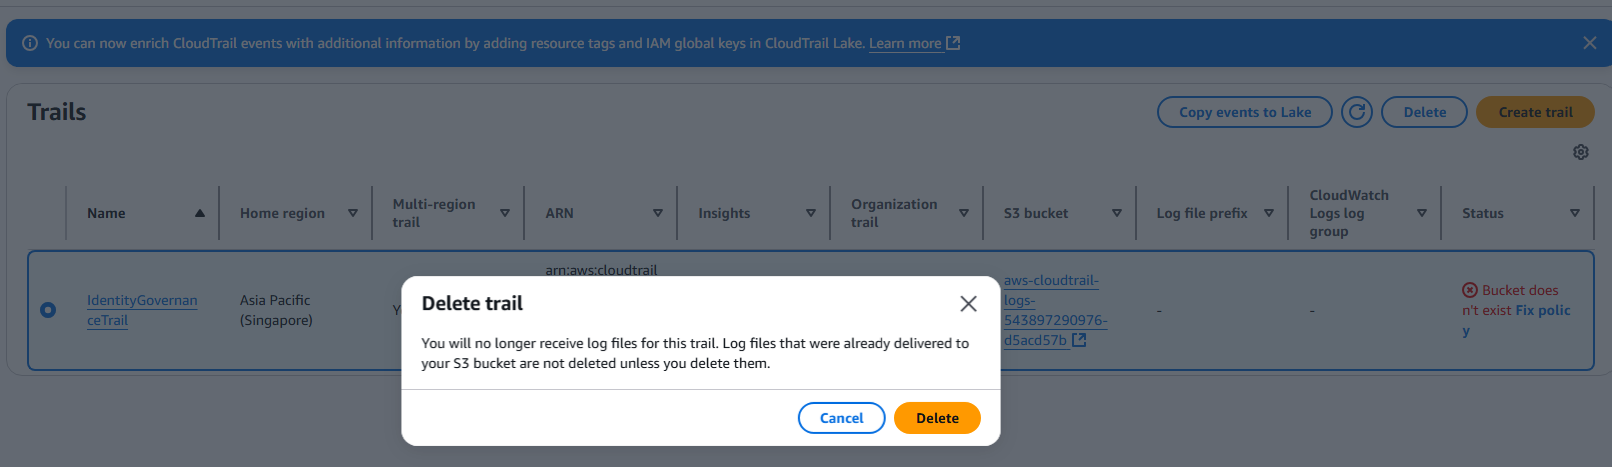 You can now enrich CloudTrail events with additional information by adding resource tags and IAM global keys in CloudTrail Lake. Learn more
Trails
Copy events to Lake
Delete
Create trail
Name
Home region
Multi-region
trail
ARN
Insights
Organization
trail
S3 bucket
Log file prefix
CloudWatch
Logs log
group
Status
IdentityGovernan
ceTrail
Asia Pacific
(Singapore)
arn:aws:cloudtrail
aws-cloudtrail-
logs-
543897290976-
d5acd57b
-
-
Bucket does
n't exist Fix polic
y
Delete trail
You will no longer receive log files for this trail. Log files that were already delivered to
your S3 bucket are not deleted unless you delete them.
Cancel
Delete